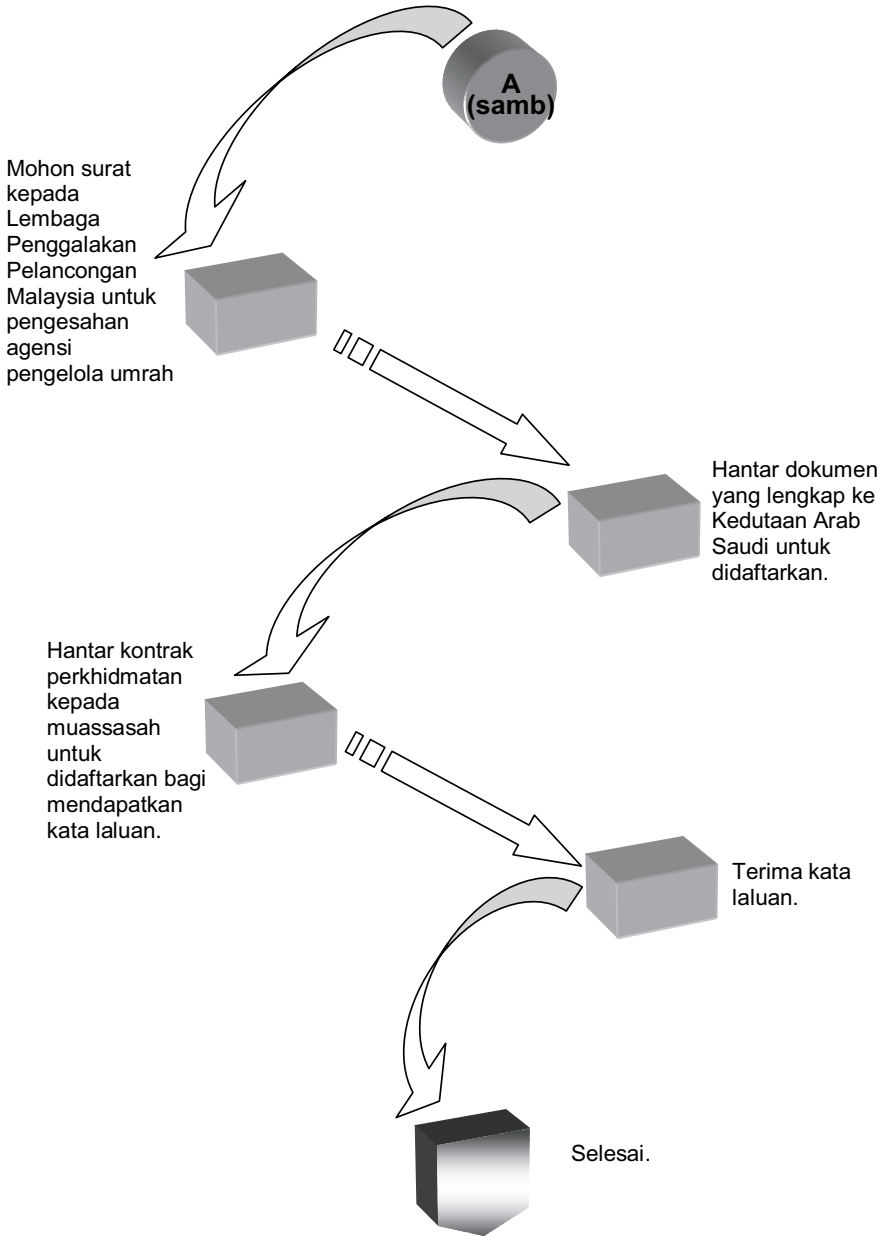 A
(samb)
Mohon surat
kepada
Lembaga
Penggalakan
Pelancongan
Malaysia untuk
pengesahan
agensi
pengelola umrah
Hantar dokumen
yang lengkap ke
Kedutaan Arab
Saudi untuk
didaftarkan.
Hantar kontrak
perkhidmatan
kepada
muassasah
untuk
didaftarkan bagi
mendapatkan
kata laluan.
Terima kata
laluan.
Selesai.